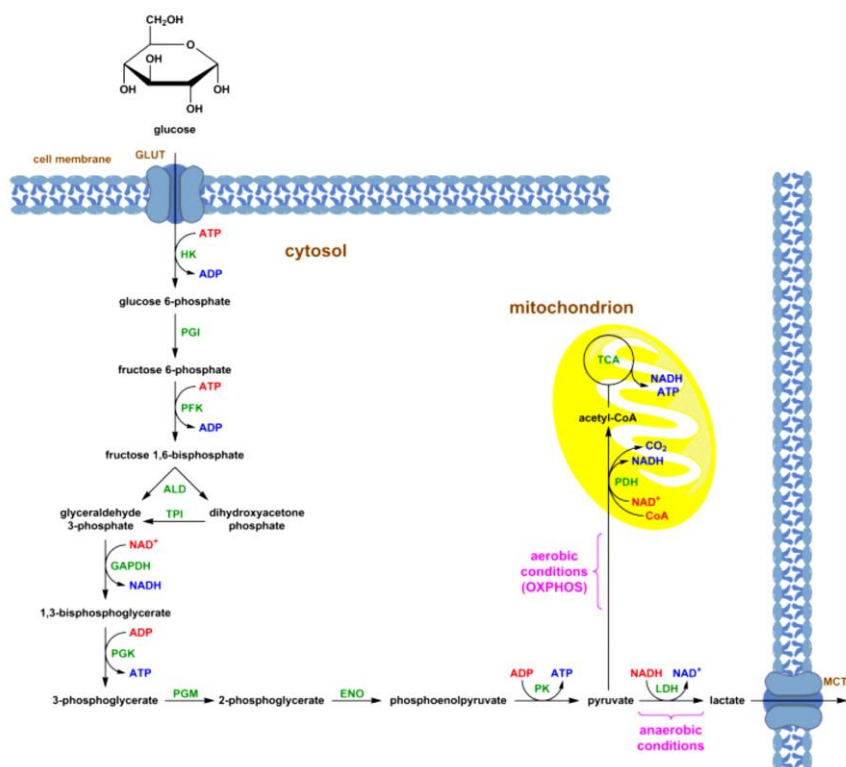 CH₂OH
O
OH
OH
OH
OH
glucose
cell membrane
GLUT
ATP
HK
ADP
cytosol
glucose 6-phosphate
PGI
fructose 6-phosphate
ATP
PFK
ADP
fructose 1,6-bisphosphate
ALD
glyceraldehyde
3-phosphate
TPI
dihydroxyacetone
phosphate
NAD⁺
GAPDH
NADH
1,3-bisphosphoglycerate
ADP
PGK
ATP
3-phosphoglycerate
PGM
2-phosphoglycerate
ENO
phosphoenolpyruvate
ADP
ATP
PK
pyruvate
mitochondrion
TCA
NADH
ATP
acetyl-CoA
CO₂
NADH
PDH
NAD⁺
CoA
aerobic
conditions
(OXPHOS)
NADH
NAD⁺
LDH
anaerobic
conditions
lactate
MCT